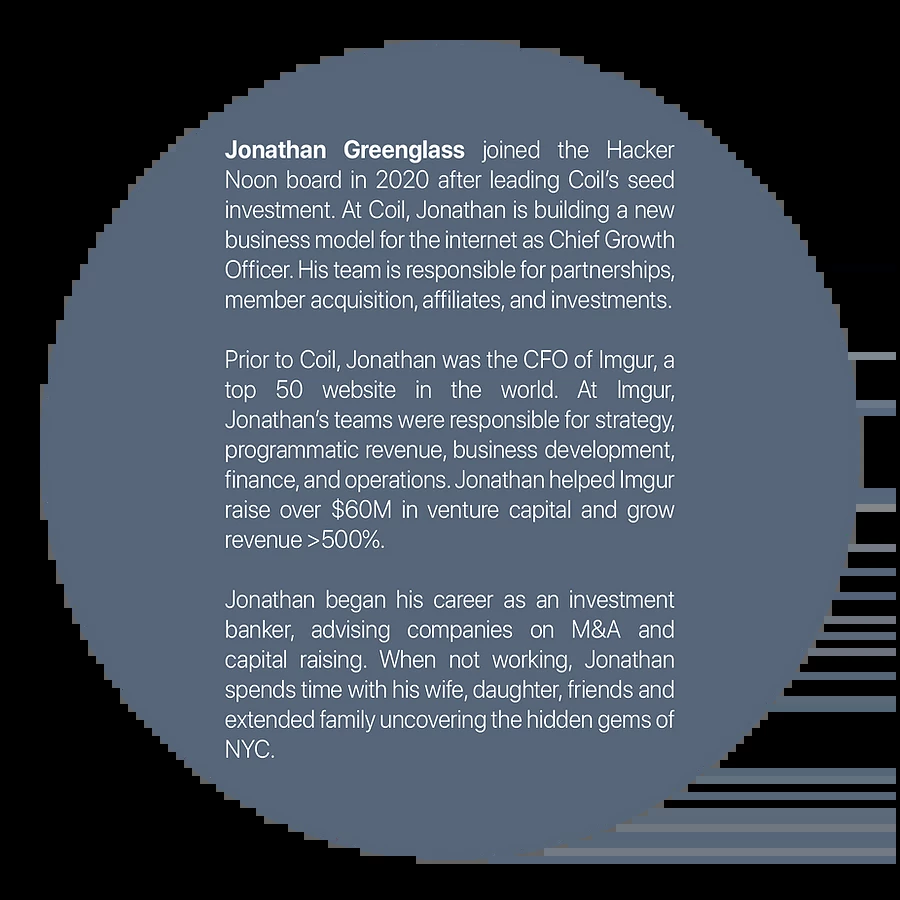 Jonathan Greenglass joined the Hacker
Noon board in 2020 after leading Coil's seed
investment. At Coil, Jonathan is building a new
business model for the internet as Chief Growth
Officer. His team is responsible for partnerships,
member acquisition, affiliates, and investments.
Prior to Coil, Jonathan was the CFO of Imgur, a
top 50 website in the world. At Imgur,
Jonathan's teams were responsible for strategy,
programmatic revenue, business development,
finance, and operations. Jonathan helped Imgur
raise over $60M in venture capital and grow
revenue >500%.
Jonathan began his career as an investment
banker, advising companies on M&A and
capital raising. When not working, Jonathan
spends time with his wife, daughter, friends and
extended family uncovering the hidden gems of
NYC.